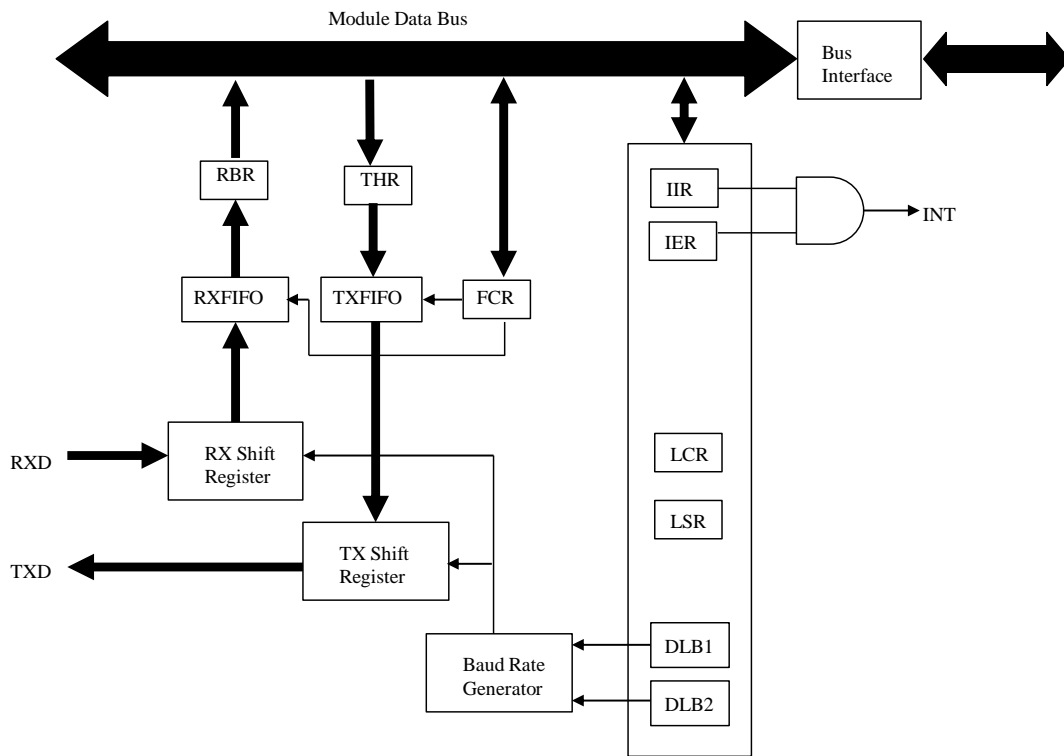 Module Data Bus
Bus
Interface
RBR
THR
IIR
INT
IER
RXFIFO
TXFIFO
FCR
RXD
RX Shift
Register
LCR
LSR
TXD
TX Shift
Register
Baud Rate
Generator
DLB1
DLB2